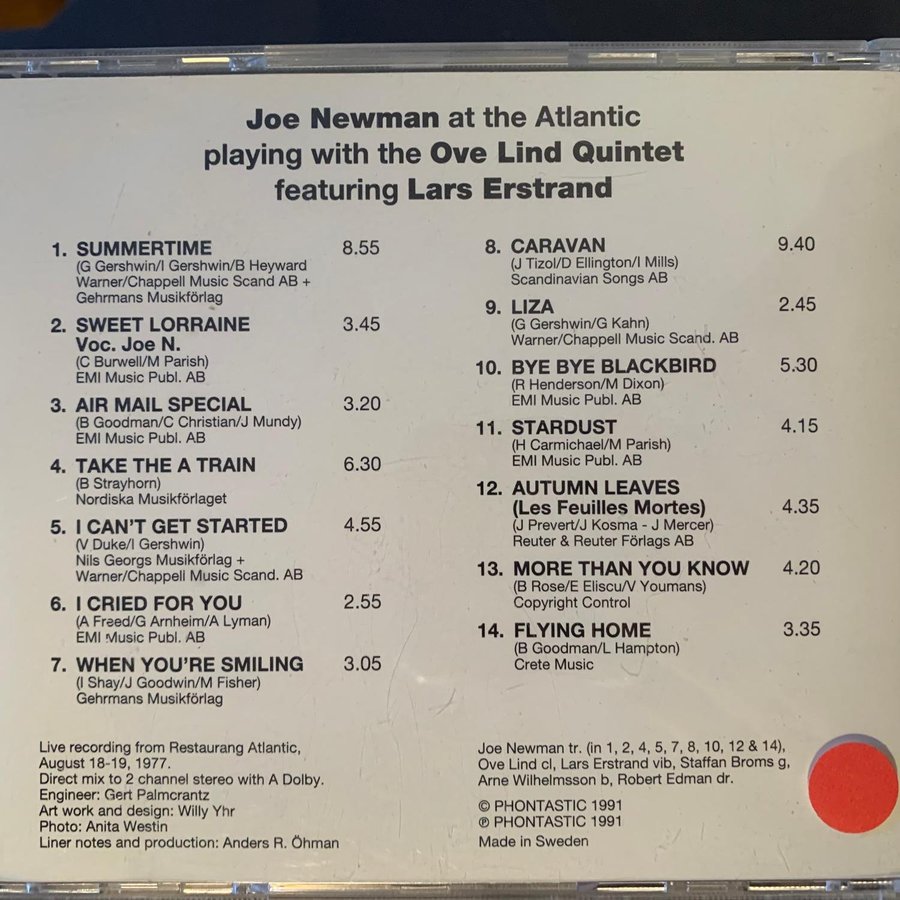 Joe Newman at the Atlantic
playing with the Ove Lind Quintet
featuring Lars Erstrand
1. SUMMERTIME 8.55
(G Gershwin/I Gershwin/B Heyward
Warner/Chappell Music Scand AB +
Gehrmans Musikförlag
2. SWEET LORRAINE 3.45
Voc. Joe N.
(C Burwell/M Parish)
EMI Music Publ. AB
3. AIR MAIL SPECIAL 3.20
(B Goodman/C Christian/J Mundy)
EMI Music Publ. AB
4. TAKE THE A TRAIN 6.30
(B Strayhorn)
Nordiska Musikförlaget
5. I CAN'T GET STARTED 4.55
(V Duke/I Gershwin)
Nils Georgs Musikförlag +
Warner/Chappell Music Scand. AB
6. I CRIED FOR YOU 2.55
(A Freed/G Arnheim/A Lyman)
EMI Music Publ. AB
7. WHEN YOU'RE SMILING 3.05
(I Shay/J Goodwin/M Fisher)
Gehrmans Musikförlag
8. CARAVAN 9.40
(J Tizol/D Ellington/I Mills)
Scandinavian Songs AB
9. LIZA 2.45
(G Gershwin/G Kahn)
Warner/Chappell Music Scand. AB
10. BYE BYE BLACKBIRD 5.30
(R Henderson/M Dixon)
EMI Music Publ. AB
11. STARDUST 4.15
(H Carmichael/M Parish)
EMI Music Publ. AB
12. AUTUMN LEAVES
(Les Feuilles Mortes) 4.35
(J Prevert/J Kosma - J Mercer)
Reuter & Reuter Förlags AB
13. MORE THAN YOU KNOW 4.20
(B Rose/E Eliscu/V Youmans)
Copyright Control
14. FLYING HOME 3.35
(B Goodman/L Hampton)
Crete Music
Live recording from Restaurang Atlantic,
August 18-19, 1977.
Direct mix to 2 channel stereo with A Dolby.
Engineer: Gert Palmcrantz
Art work and design: Willy Yhr
Photo: Anita Westin
Liner notes and production: Anders R. Öhman
Joe Newman tr. (in 1, 2, 4, 5, 7, 8, 10, 12 & 14),
Ove Lind cl, Lars Erstrand vib, Staffan Broms g,
Arne Wilhelmsson b, Robert Edman dr.
© PHONTASTIC 1991
℗ PHONTASTIC 1991
Made in Sweden